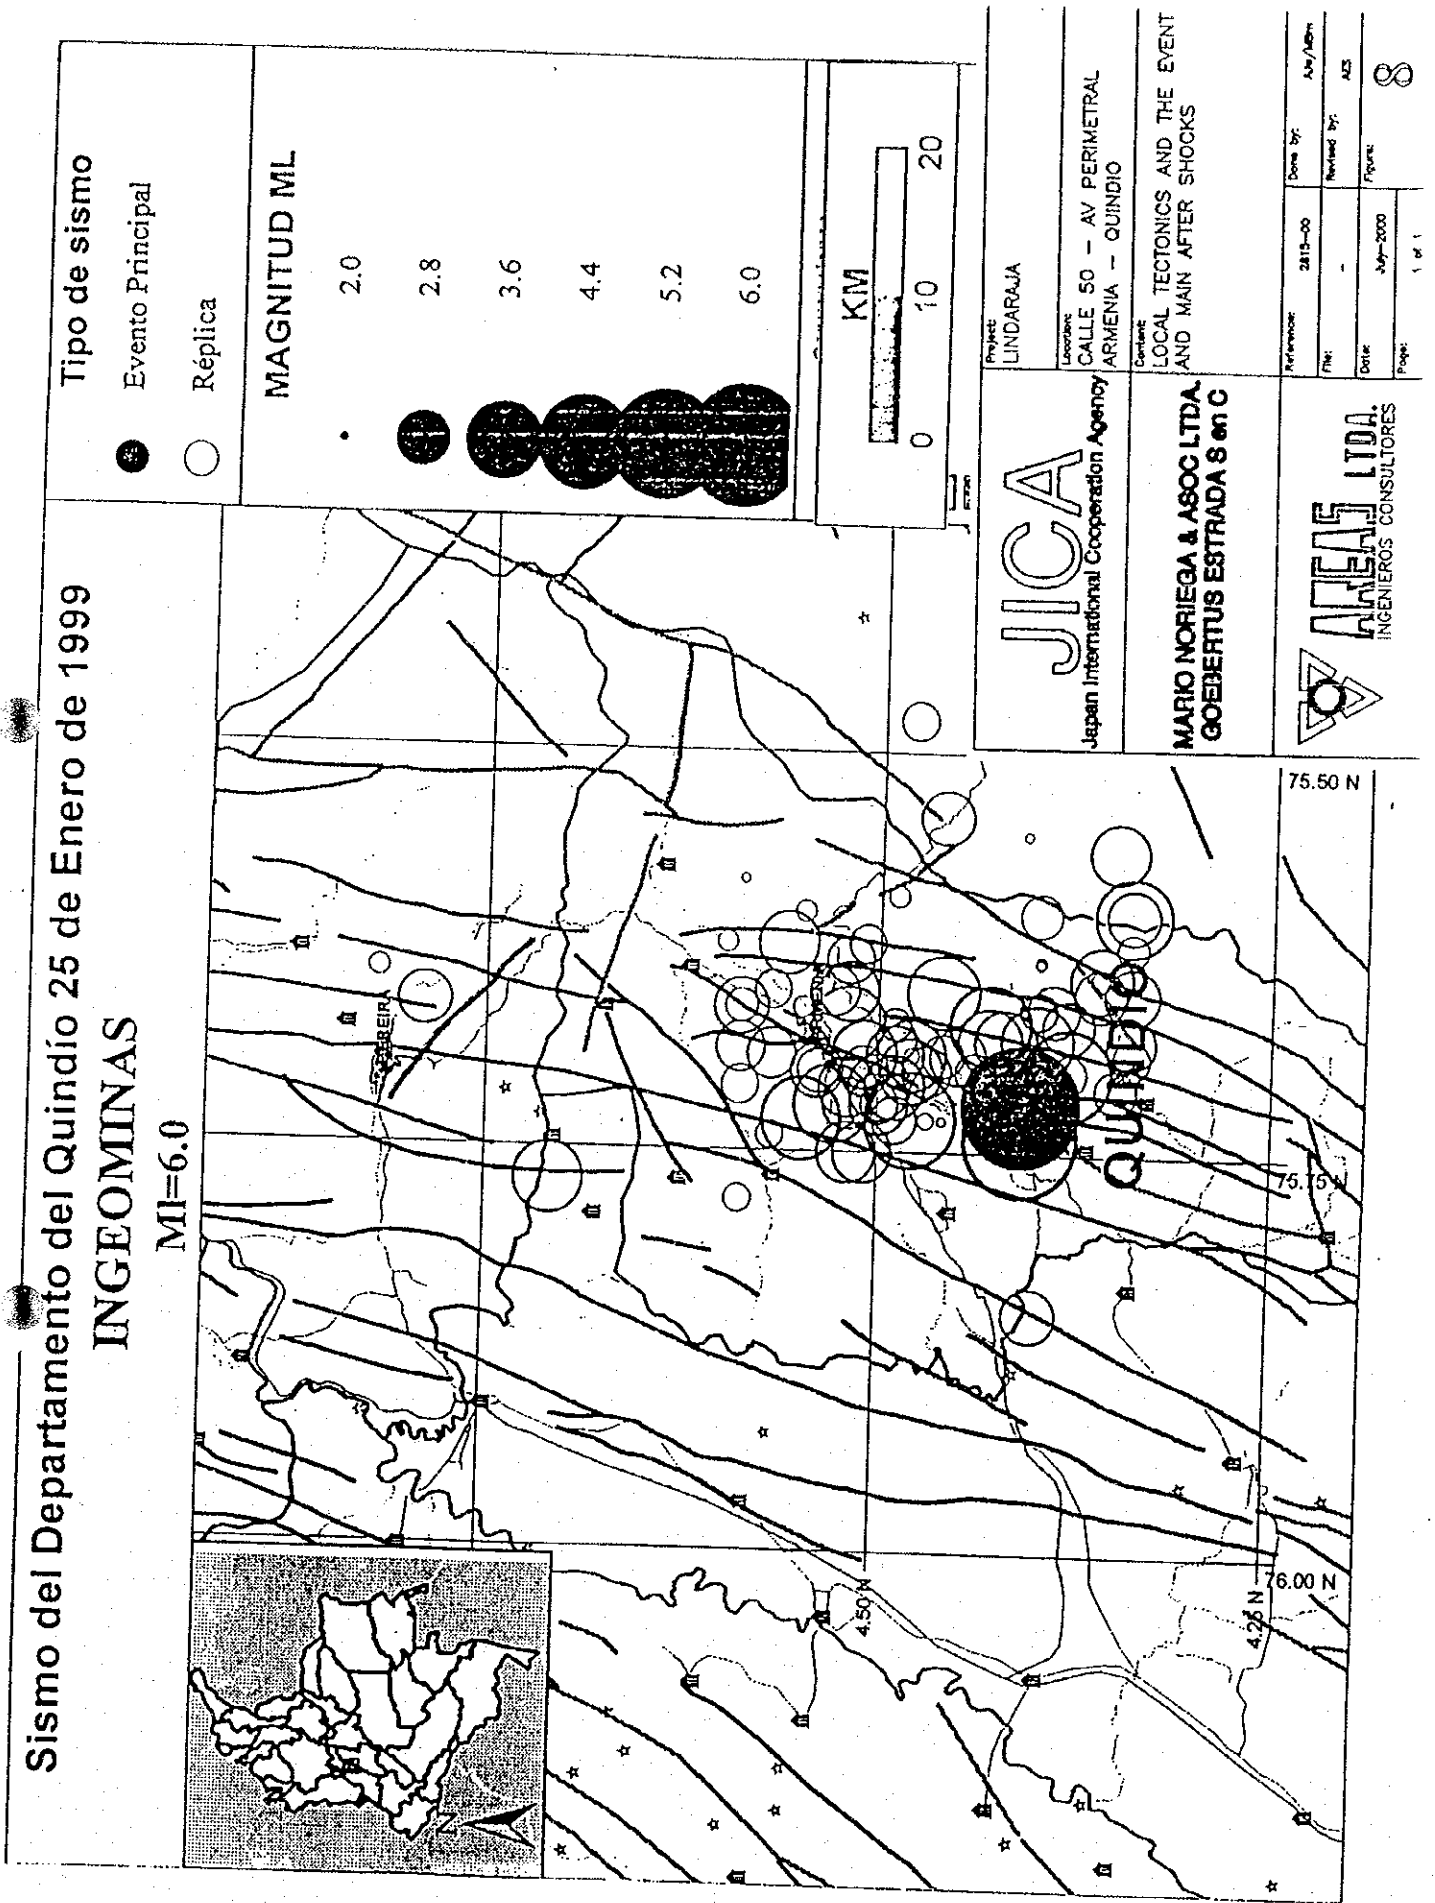 Sismo del Departamento del Quindío 25 de Enero de 1999
INGEOMINAS
Ml=6.0
Tipo de sismo
Evento Principal
Réplica
MAGNITUD ML
2.0
2.8
3.6
4.4
5.2
6.0
KM
0 10 20
PEREIRA
ARMENIA
QUINDIO
4.50 N
4.25 N
75.50 N
75.75 N
76.00 N
JICA
Japan International Cooperation Agency
MARIO NORIEGA & ASOC LTDA.
GOEBERTUS ESTRADA S en C
AREAS LTDA.
INGENIEROS CONSULTORES
Project:
LINDARAJA
Location:
CALLE 50 - AV PERIMETRAL
ARMENIA - QUINDIO
Content:
LOCAL TECTONICS AND THE EVENT
AND MAIN AFTER SHOCKS
Reference: 2815-00
Done by:
File: -
Revised by: AES
Date: July-2000
Figure: 8
Page: 1 of 1